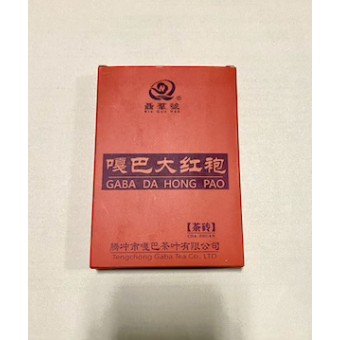 ®
嘎巴大红袍
GABA DA HONG PAO
【茶砖】
腾冲市嘎巴茶叶有限公司
Tengchong Gaba Tea Co., LTD